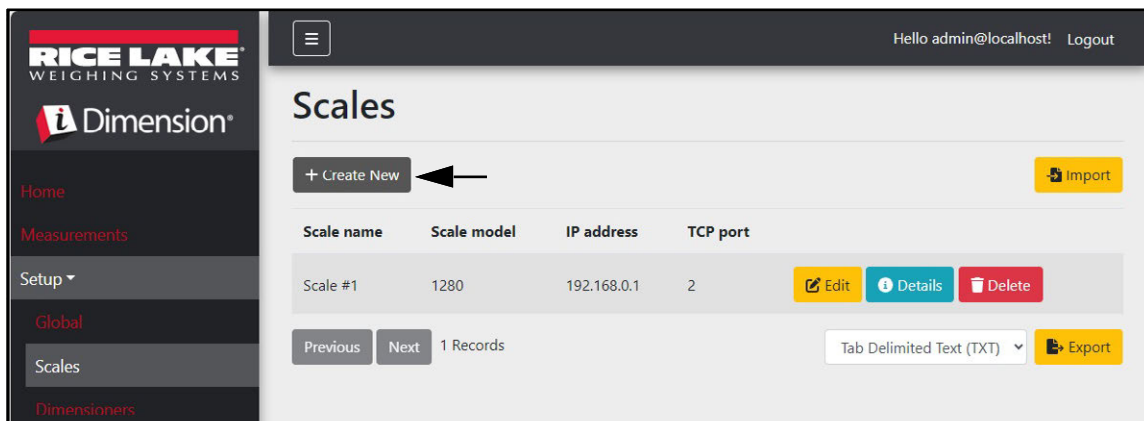 RICE LAKE®
WEIGHING SYSTEMS
i Dimension®
Home
Measurements
Setup
Global
Scales
Dimensioners
Hello admin@localhost! Logout
Scales
+ Create New
Import
Scale name Scale model IP address TCP port
Scale #1 1280 192.168.0.1 2 Edit Details Delete
Previous Next 1 Records Tab Delimited Text (TXT) Export